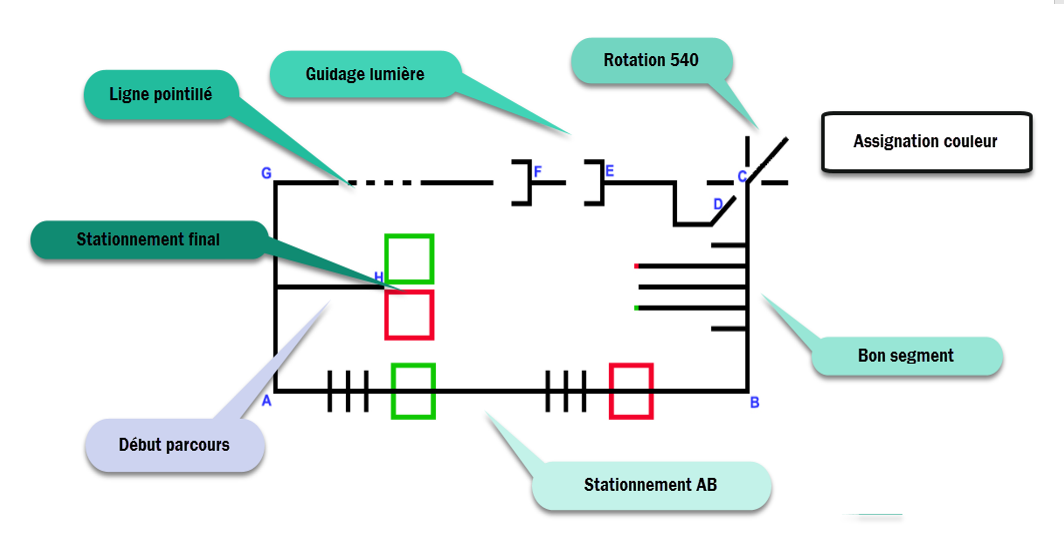 Rotation 540
Guidage lumière
Ligne pointillé
Assignation couleur
G
F
E
C
D
Stationnement final
H
Bon segment
A
B
Début parcours
Stationnement AB